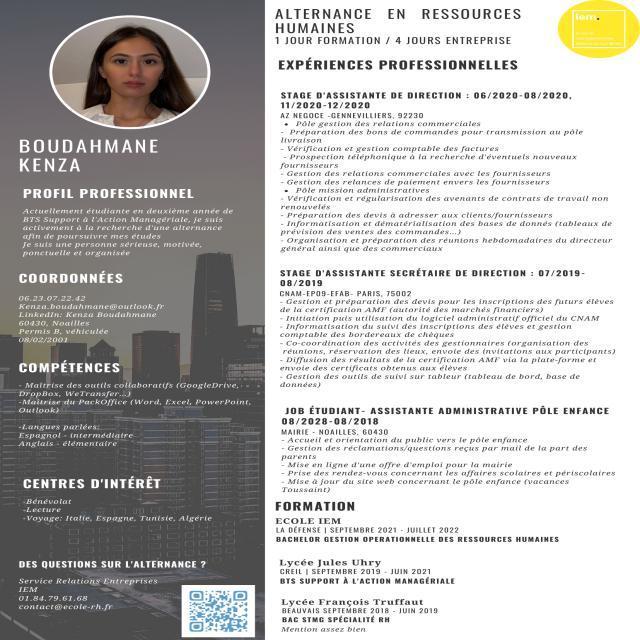 ALTERNANCE EN RESSOURCES
HUMAINES
1 JOUR FORMATION / 4 JOURS ENTREPRISE
iem.
BOUDAHMANE
KENZA
PROFIL PROFESSIONNEL
Actuellement étudiante en deuxième année de
BTS Support à l'Action Managériale, je suis
activement à la recherche d'une alternance
afin de poursuivre mes études
Je suis une personne sérieuse, motivée,
ponctuelle et organisée
COORDONNÉES
06.23.07.22.42
Kenza.boudahmane@outlook.fr
LinkedIn: Kenza Boudahmane
60430, Noailles
Permis B, véhiculée
08/02/2001
COMPÉTENCES
- Maîtrise des outils collaboratifs (GoogleDrive,
DropBox, WeTransfer...)
-Maîtrise du PackOffice (Word, Excel, PowerPoint,
Outlook)
-Langues parlées:
Espagnol - intermédiaire
Anglais - élémentaire
CENTRES D'INTÉRÊT
-Bénévolat
-Lecture
-Voyage: Italie, Espagne, Tunisie, Algérie
DES QUESTIONS SUR L'ALTERNANCE ?
Service Relations Entreprises
IEM
01.84.79.61.68
contact@ecole-rh.fr
EXPÉRIENCES PROFESSIONNELLES
STAGE D'ASSISTANTE DE DIRECTION : 06/2020-08/2020,
11/2020-12/2020
AZ NEGOCE -GENNEVILLIERS, 92230
• Pôle gestion des relations commerciales
- Préparation des bons de commandes pour transmission au pôle
livraison
- Vérification et gestion comptable des factures
- Prospection téléphonique à la recherche d'éventuels nouveaux
fournisseurs
- Gestion des relations commerciales avec les fournisseurs
- Gestion des relances de paiement envers les fournisseurs
• Pôle mission administratives
- Vérification et régularisation des avenants de contrats de travail non
renouvelés
- Préparation des devis à adresser aux clients/fournisseurs
- Informatisation et dématérialisation des bases de donnés (tableaux de
prévision des ventes des commandes...)
- Organisation et préparation des réunions hebdomadaires du directeur
général ainsi que des commerciaux
STAGE D'ASSISTANTE SECRÉTAIRE DE DIRECTION : 07/2019-
08/2019
CNAM-EPO9-EFAB- PARIS, 75002
- Gestion et préparation des devis pour les inscriptions des futurs élèves
de la certification AMF (autorité des marchés financiers)
- Initiation puis utilisation du logiciel administratif officiel du CNAM
- Informatisation du suivi des inscriptions des élèves et gestion
comptable des bordereaux de chèques
- Co-coordination des activités des gestionnaires (organisation des
réunions, réservation des lieux, envoie des invitations aux participants)
- Diffusion des résultats de la certification AMF via la plate-forme et
envoie des certificats obtenus aux élèves
- Gestion des outils de suivi sur tableur (tableau de bord, base de
données)
JOB ÉTUDIANT- ASSISTANTE ADMINISTRATIVE PÔLE ENFANCE
08/2028-08/2018
MAIRIE - NOAILLES, 60430
- Accueil et orientation du public vers le pôle enfance
- Gestion des réclamations/questions reçus par mail de la part des
parents
- Mise en ligne d'une offre d'emploi pour la mairie
- Prise des rendez-vous concernant les affaires scolaires et périscolaires
- Mise à jour du site web concernant le pôle enfance (vacances
Toussaint)
FORMATION
ECOLE IEM
LA DÉFENSE | SEPTEMBRE 2021 - JUILLET 2022
BACHELOR GESTION OPERATIONNELLE DES RESSOURCES HUMAINES
Lycée Jules Uhry
CREIL | SEPTEMBRE 2019 - JUIN 2021
BTS SUPPORT À L'ACTION MANAGÉRIALE
Lycée François Truffaut
BEAUVAIS SEPTEMBRE 2018 - JUIN 2019
BAC STMG SPÉCIALITÉ RH
Mention assez bien